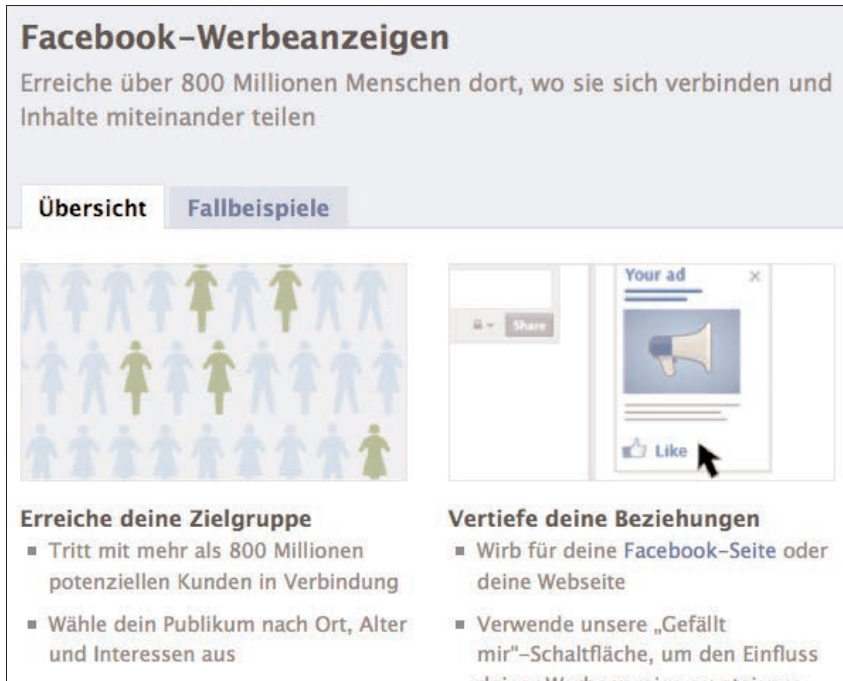 Facebook-Werbeanzeigen
Erreiche über 800 Millionen Menschen dort, wo sie sich verbinden und
Inhalte miteinander teilen
Übersicht
Fallbeispiele
Your ad
Share
Like
Erreiche deine Zielgruppe
Tritt mit mehr als 800 Millionen
potenziellen Kunden in Verbindung
Wähle dein Publikum nach Ort, Alter
und Interessen aus
Vertiefe deine Beziehungen
Wirb für deine Facebook-Seite oder
deine Webseite
Verwende unsere „Gefällt
mir"-Schaltfläche, um den Einfluss